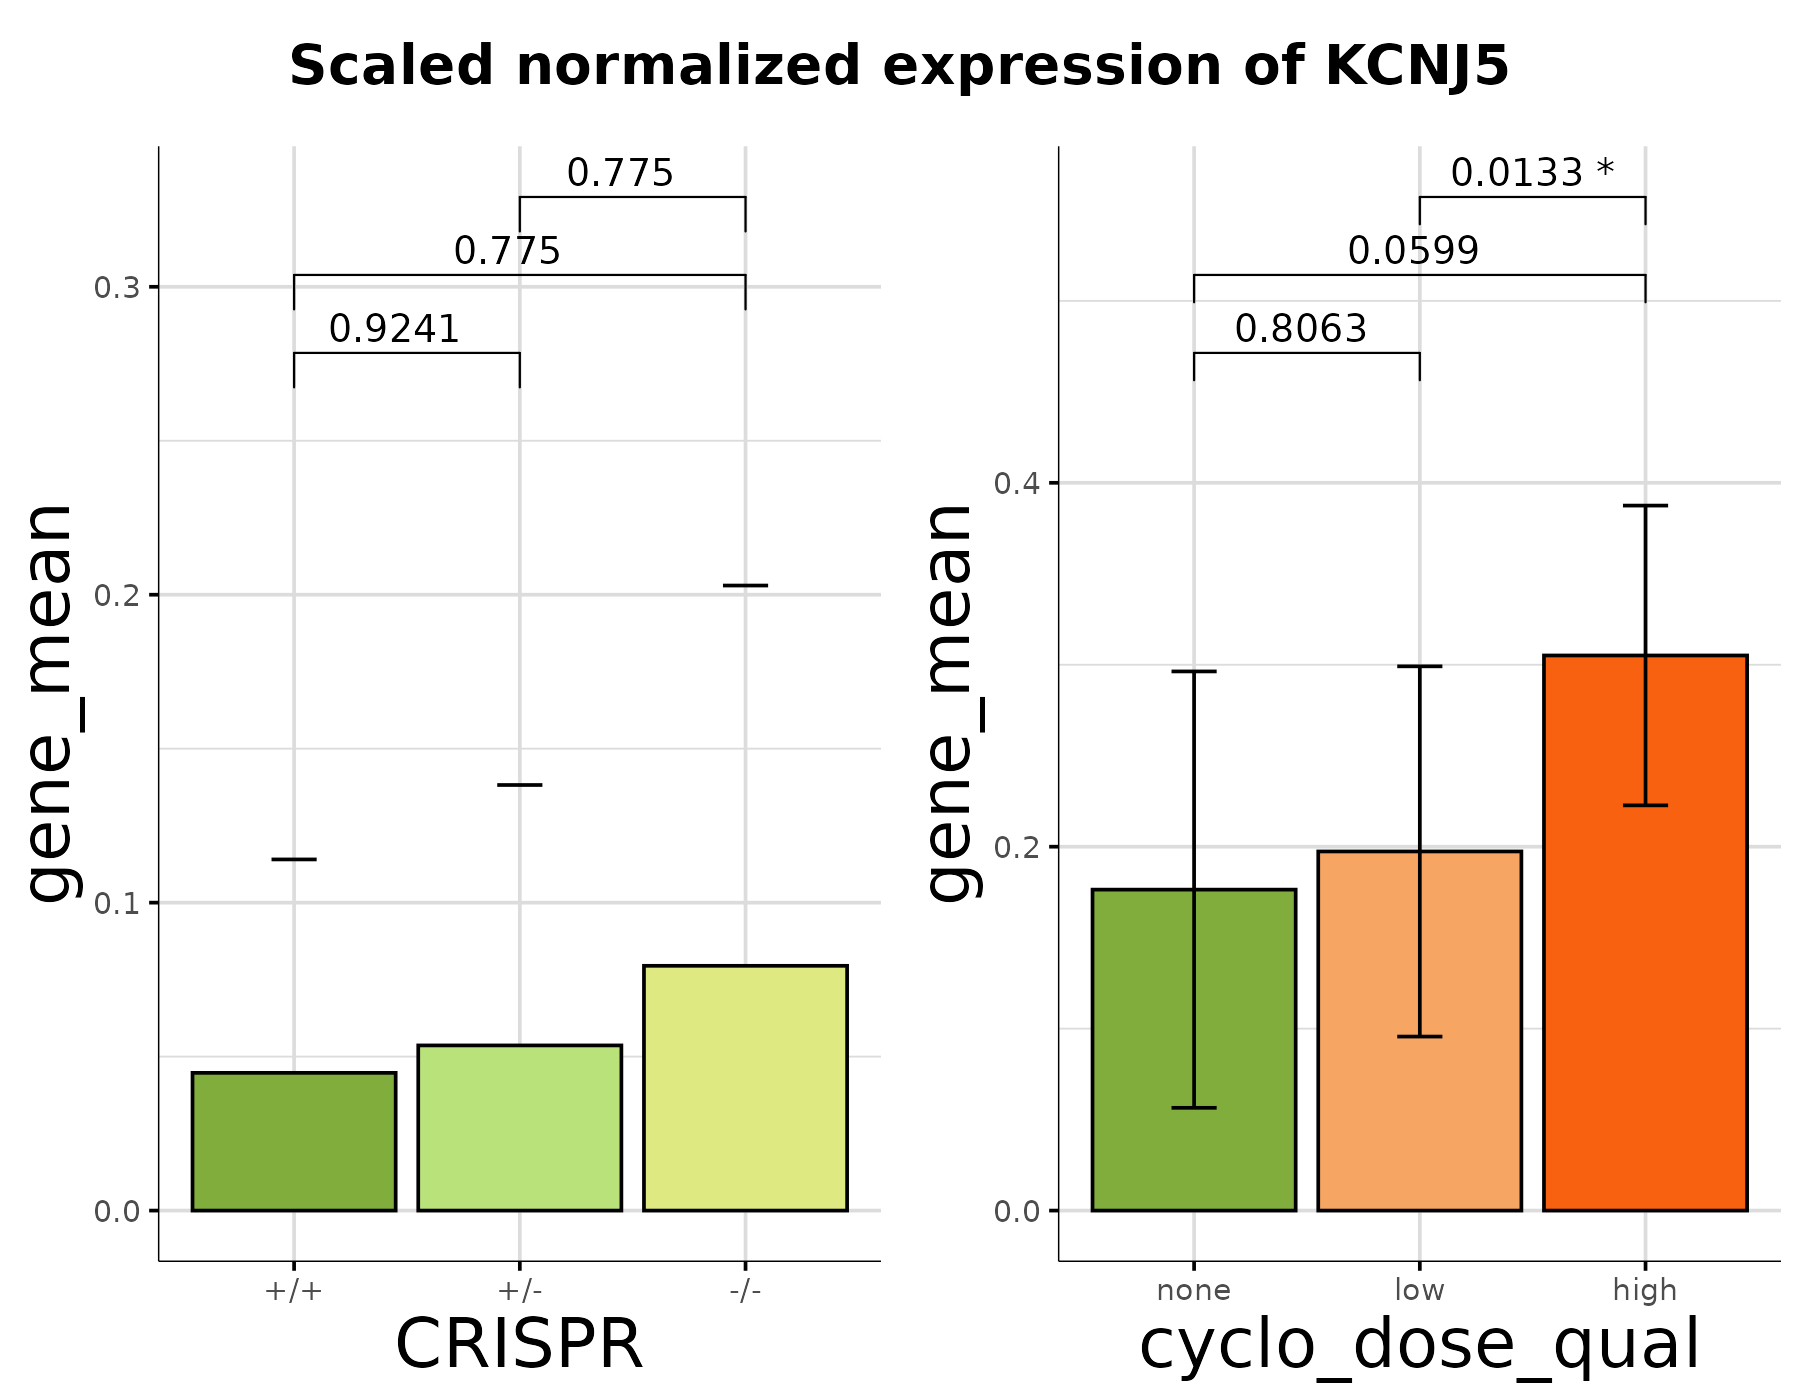 Scaled normalized expression of KCNJ5
gene_mean
0.3
0.2
0.1
0.0
0.775
0.775
0.9241
+/+
+/-
-/-
CRISPR
gene_mean
0.4
0.2
0.0
0.0133 *
0.0599
0.8063
none
low
high
cyclo_dose_qual